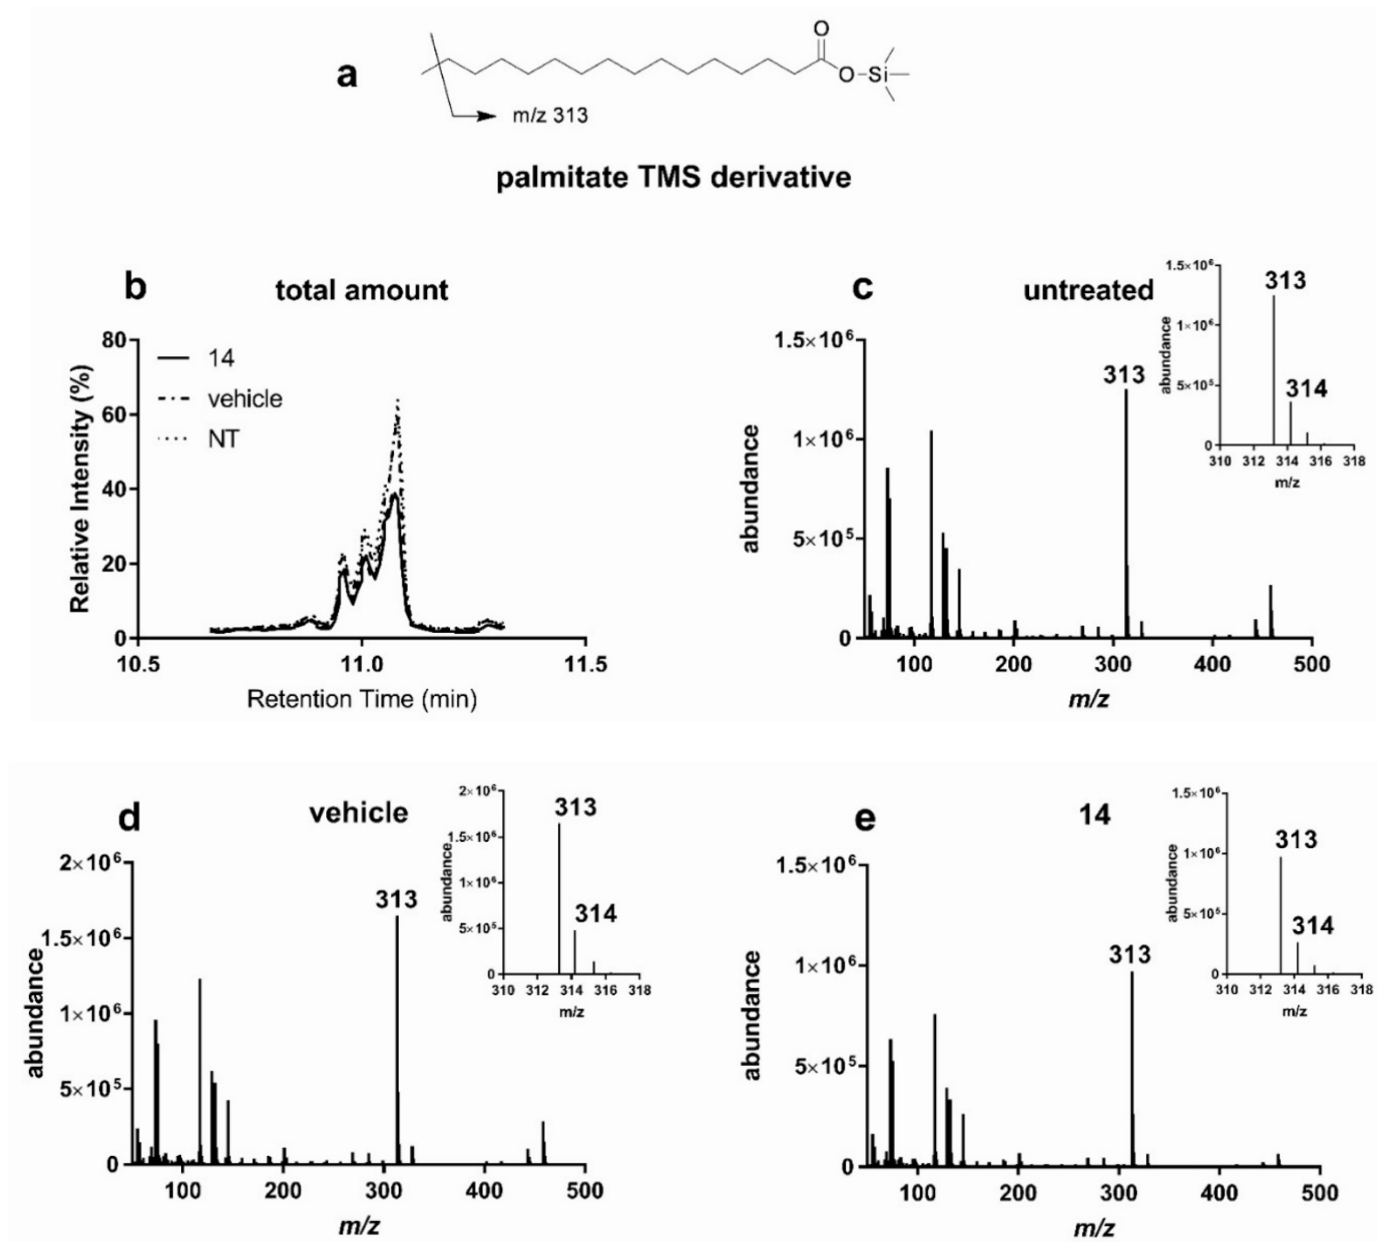 a
O
O Si
m/z 313
palmitate TMS derivative
b total amount
80
60
40
20
0
10.5 11.0 11.5
Relative Intensity (%)
Retention Time (min)
14
vehicle
NT
c untreated
1.5×10⁶
1×10⁶
5×10⁵
0
100 200 300 400 500
abundance
m/z
313
1.5×10⁶
1×10⁶
5×10⁵
0
310 312 314 316 318
abundance
m/z
313
314
d vehicle
2×10⁶
1.5×10⁶
1×10⁶
5×10⁵
0
100 200 300 400 500
abundance
m/z
313
2×10⁶
1.5×10⁶
1×10⁶
5×10⁵
0
310 312 314 316 318
abundance
m/z
313
314
e 14
1.5×10⁶
1×10⁶
5×10⁵
0
100 200 300 400 500
abundance
m/z
313
1.5×10⁶
1×10⁶
5×10⁵
0
310 312 314 316 318
abundance
m/z
313
314